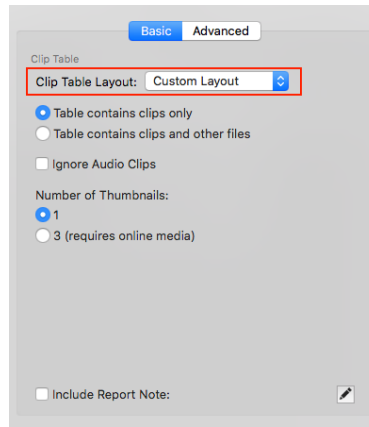 Basic Advanced
Clip Table
Clip Table Layout: Custom Layout
Table contains clips only
Table contains clips and other files
Ignore Audio Clips
Number of Thumbnails:
1
3 (requires online media)
Include Report Note: